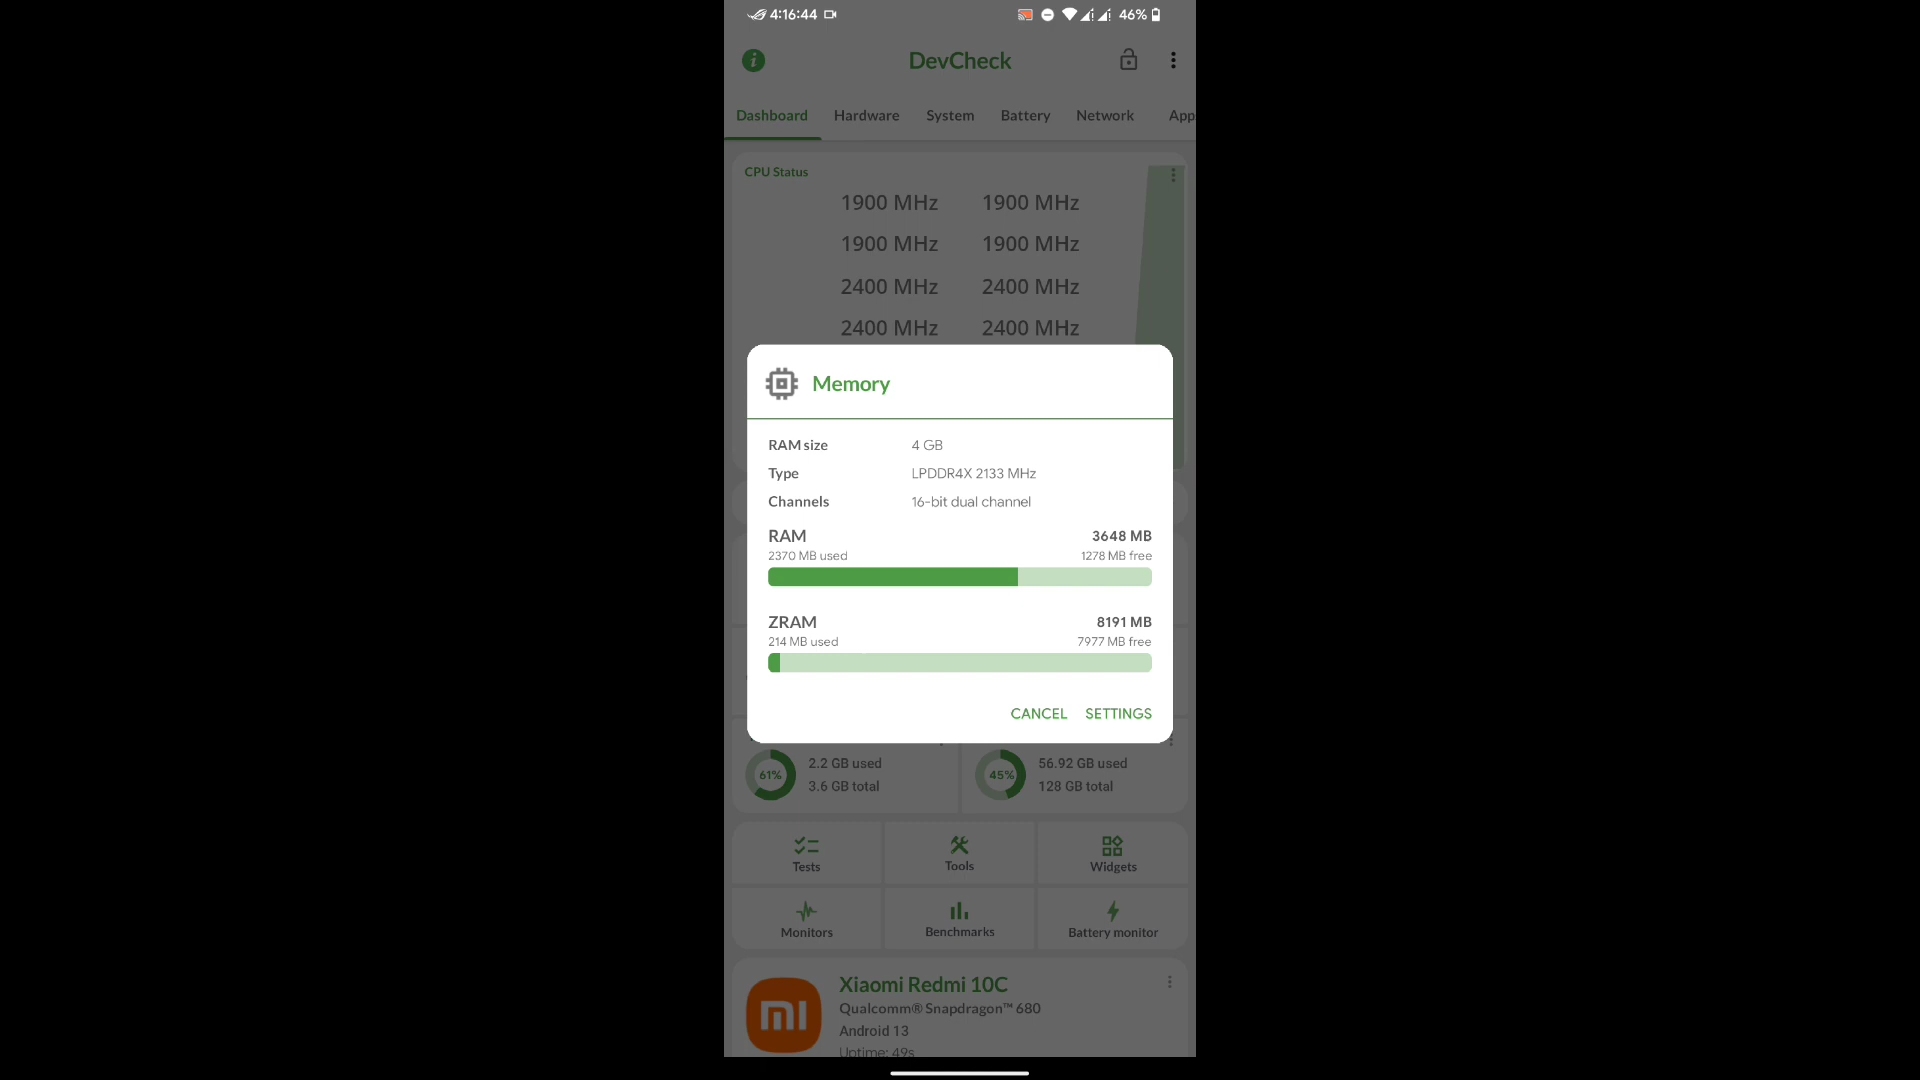 4:16:44
46%
DevCheck
Dashboard Hardware System Battery Network App
CPU Status
1900 MHz 1900 MHz
1900 MHz 1900 MHz
2400 MHz 2400 MHz
2400 MHz 2400 MHz
Memory
RAM size 4 GB
Type LPDDR4X 2133 MHz
Channels 16-bit dual channel
RAM 3648 MB
2370 MB used 1278 MB free
ZRAM 8191 MB
214 MB used 7977 MB free
CANCEL SETTINGS
61% 2.2 GB used
3.6 GB total
45% 56.92 GB used
128 GB total
Tests Tools Widgets
Monitors Benchmarks Battery monitor
Xiaomi Redmi 10C
Qualcomm® Snapdragon™ 680
Android 13
Uptime: 49s